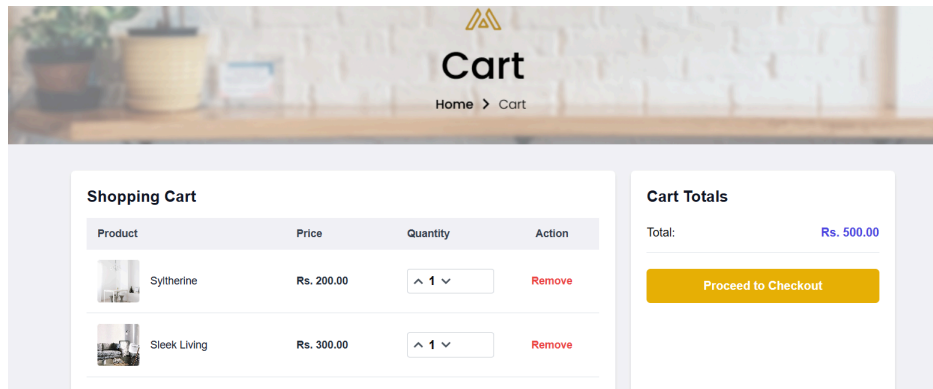 Cart
Home > Cart
Shopping Cart
Product Price Quantity Action
Syltherine Rs. 200.00 1 Remove
Sleek Living Rs. 300.00 1 Remove
Cart Totals
Total: Rs. 500.00
Proceed to Checkout